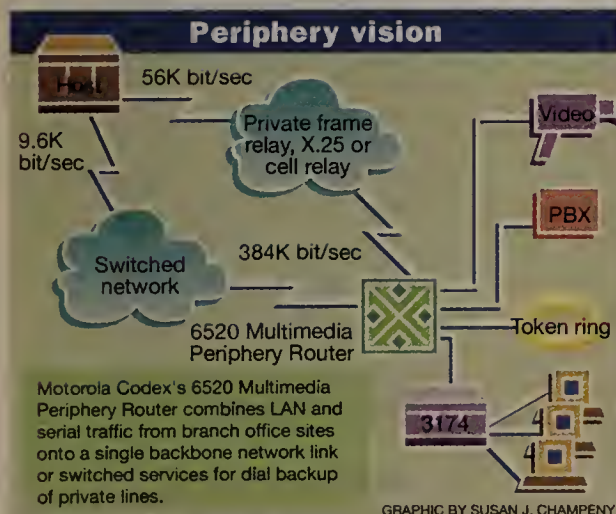 Periphery vision
Host
56K bit/sec
9.6K
bit/sec
Private frame
relay, X.25 or
cell relay
Video
PBX
Switched
network
384K bit/sec
6520 Multimedia
Periphery Router
Token ring
3174
Motorola Codex's 6520 Multimedia
Periphery Router combines LAN and
serial traffic from branch office sites
onto a single backbone network link
or switched services for dial backup
of private lines.
GRAPHIC BY SUSAN J. CHAMPENY